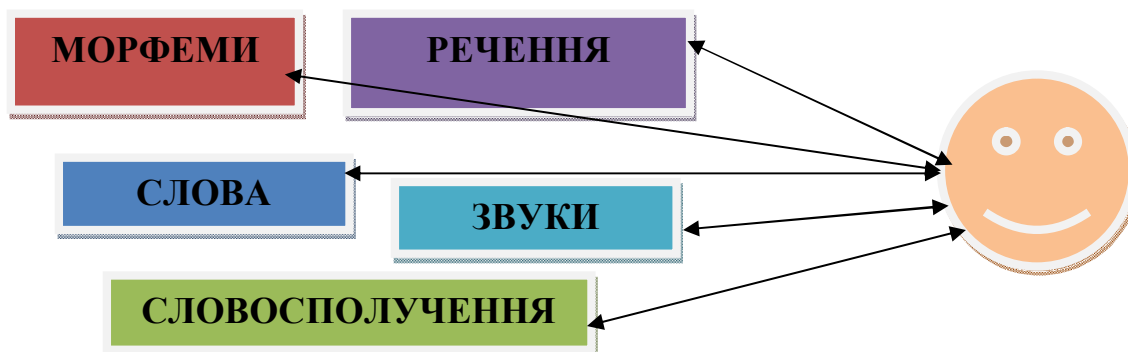 МОРФЕМИ
РЕЧЕННЯ
СЛОВА
ЗВУКИ
СЛОВОСПОЛУЧЕННЯ